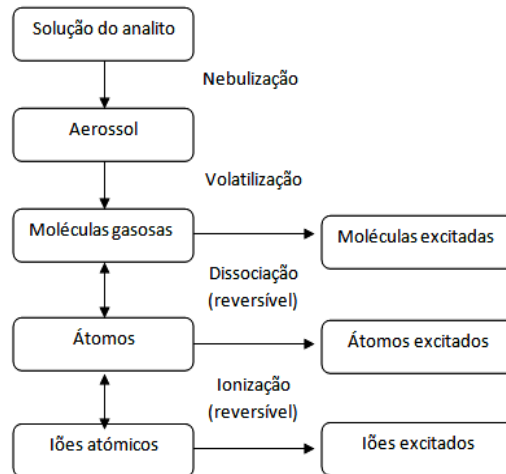 Solução do analito
Nebulização
Aerossol
Volatilização
Moléculas gasosas
Moléculas excitadas
Dissociação
(reversível)
Átomos
Átomos excitados
Ionização
(reversível)
Iões atómicos
Iões excitados